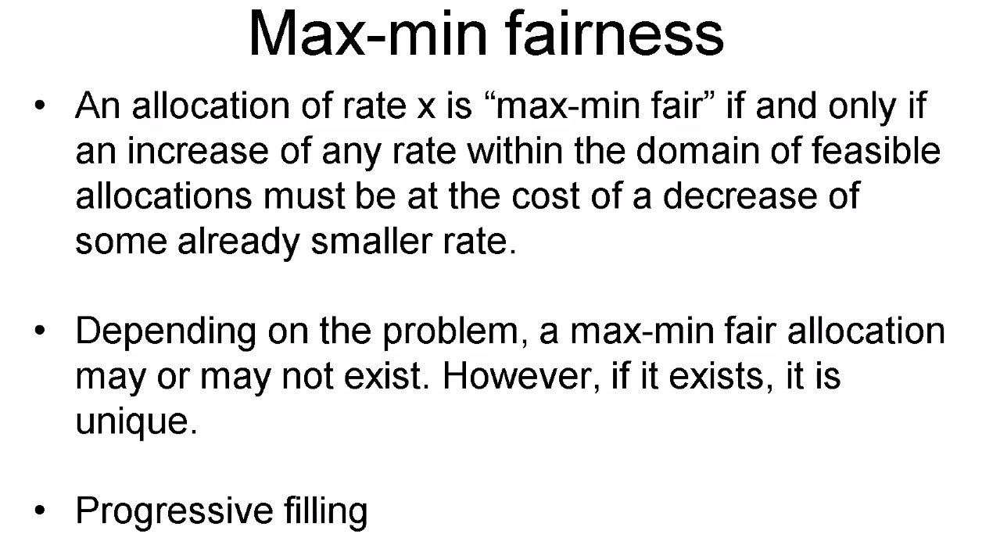 Max-min fairness
• An allocation of rate x is “max-min fair” if and only if
an increase of any rate within the domain of feasible
allocations must be at the cost of a decrease of
some already smaller rate.
• Depending on the problem, a max-min fair allocation
may or may not exist. However, if it exists, it is
unique.
• Progressive filling